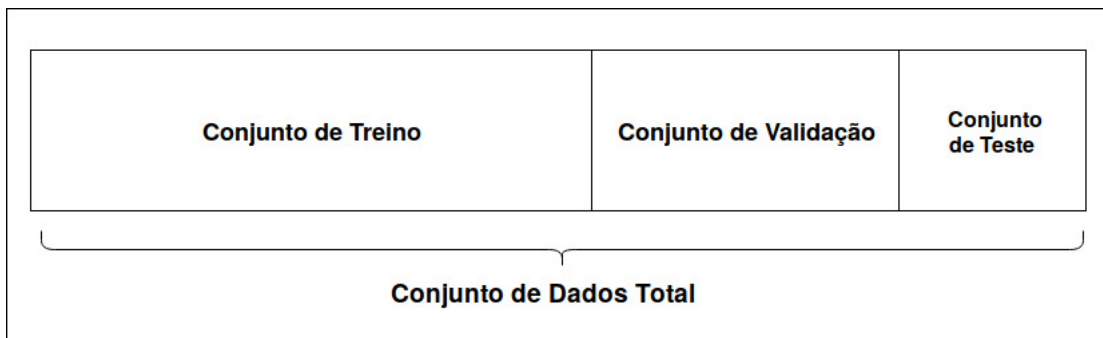 Conjunto de Treino
Conjunto de Validação
Conjunto
de Teste
Conjunto de Dados Total